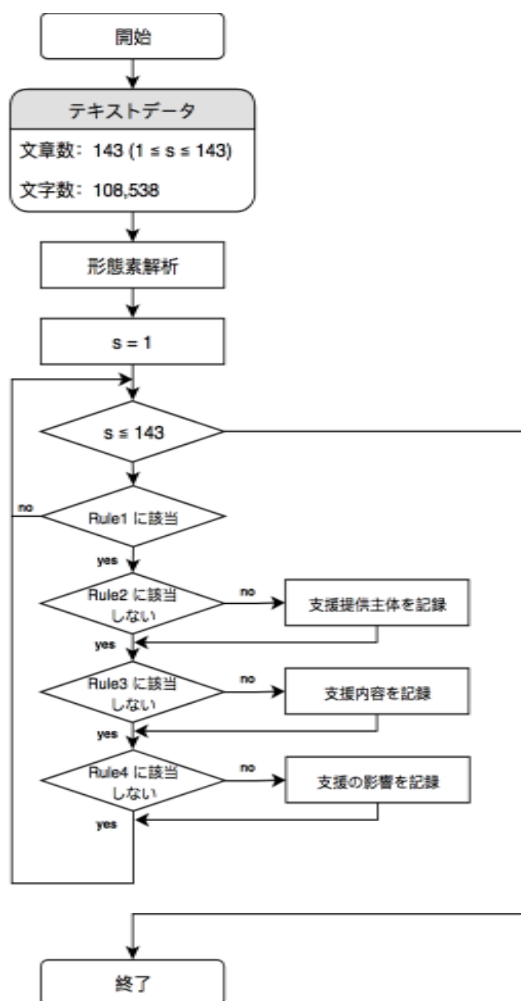 開始
テキストデータ
文章数: 143 (1 ≦ s ≦ 143)
文字数: 108,538
形態素解析
s = 1
s ≦ 143
no
Rule1 に該当
yes
Rule2 に該当
しない
no
支援提供主体を記録
yes
Rule3 に該当
しない
no
支援内容を記録
yes
Rule4 に該当
しない
no
支援の影響を記録
yes
終了